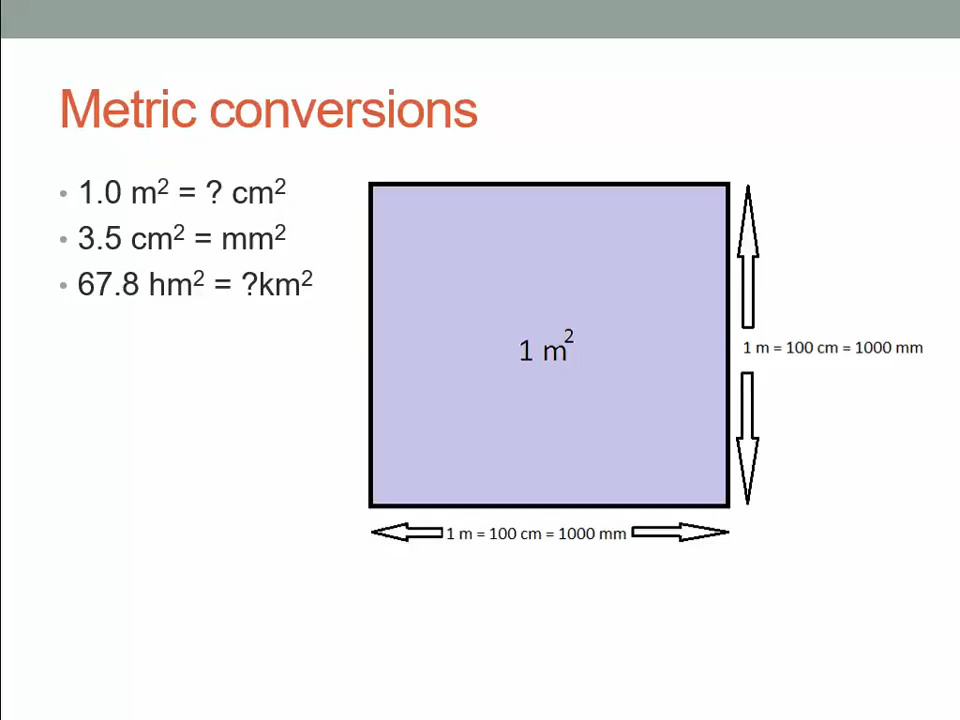 Metric conversions
• 1.0 m² = ? cm²
• 3.5 cm² = mm²
• 67.8 hm² = ?km²
1 m²
1 m = 100 cm = 1000 mm
1 m = 100 cm = 1000 mm